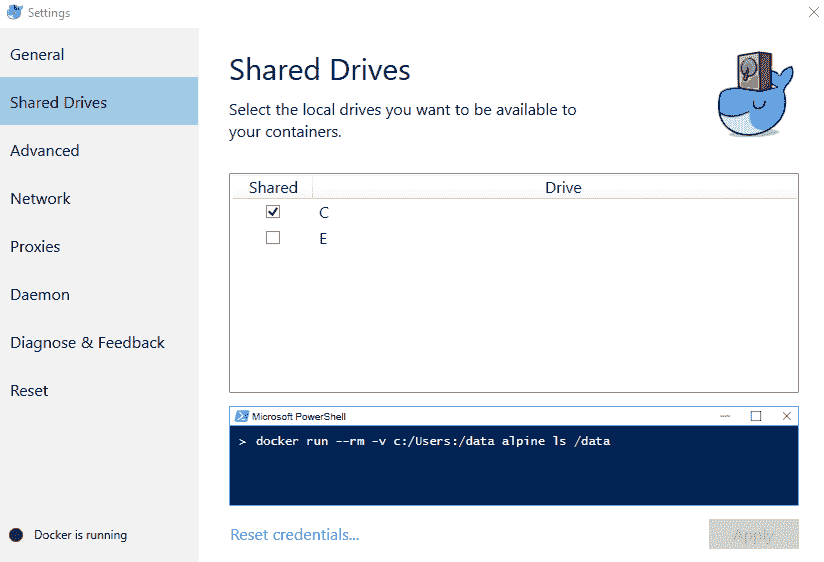 Settings
General
Shared Drives
Advanced
Network
Proxies
Daemon
Diagnose & Feedback
Reset
Docker is running
Shared Drives
Select the local drives you want to be available to
your containers.
Shared Drive
C
E
Microsoft PowerShell
> docker run --rm -v c:/Users:/data alpine ls /data
Reset credentials...
Apply